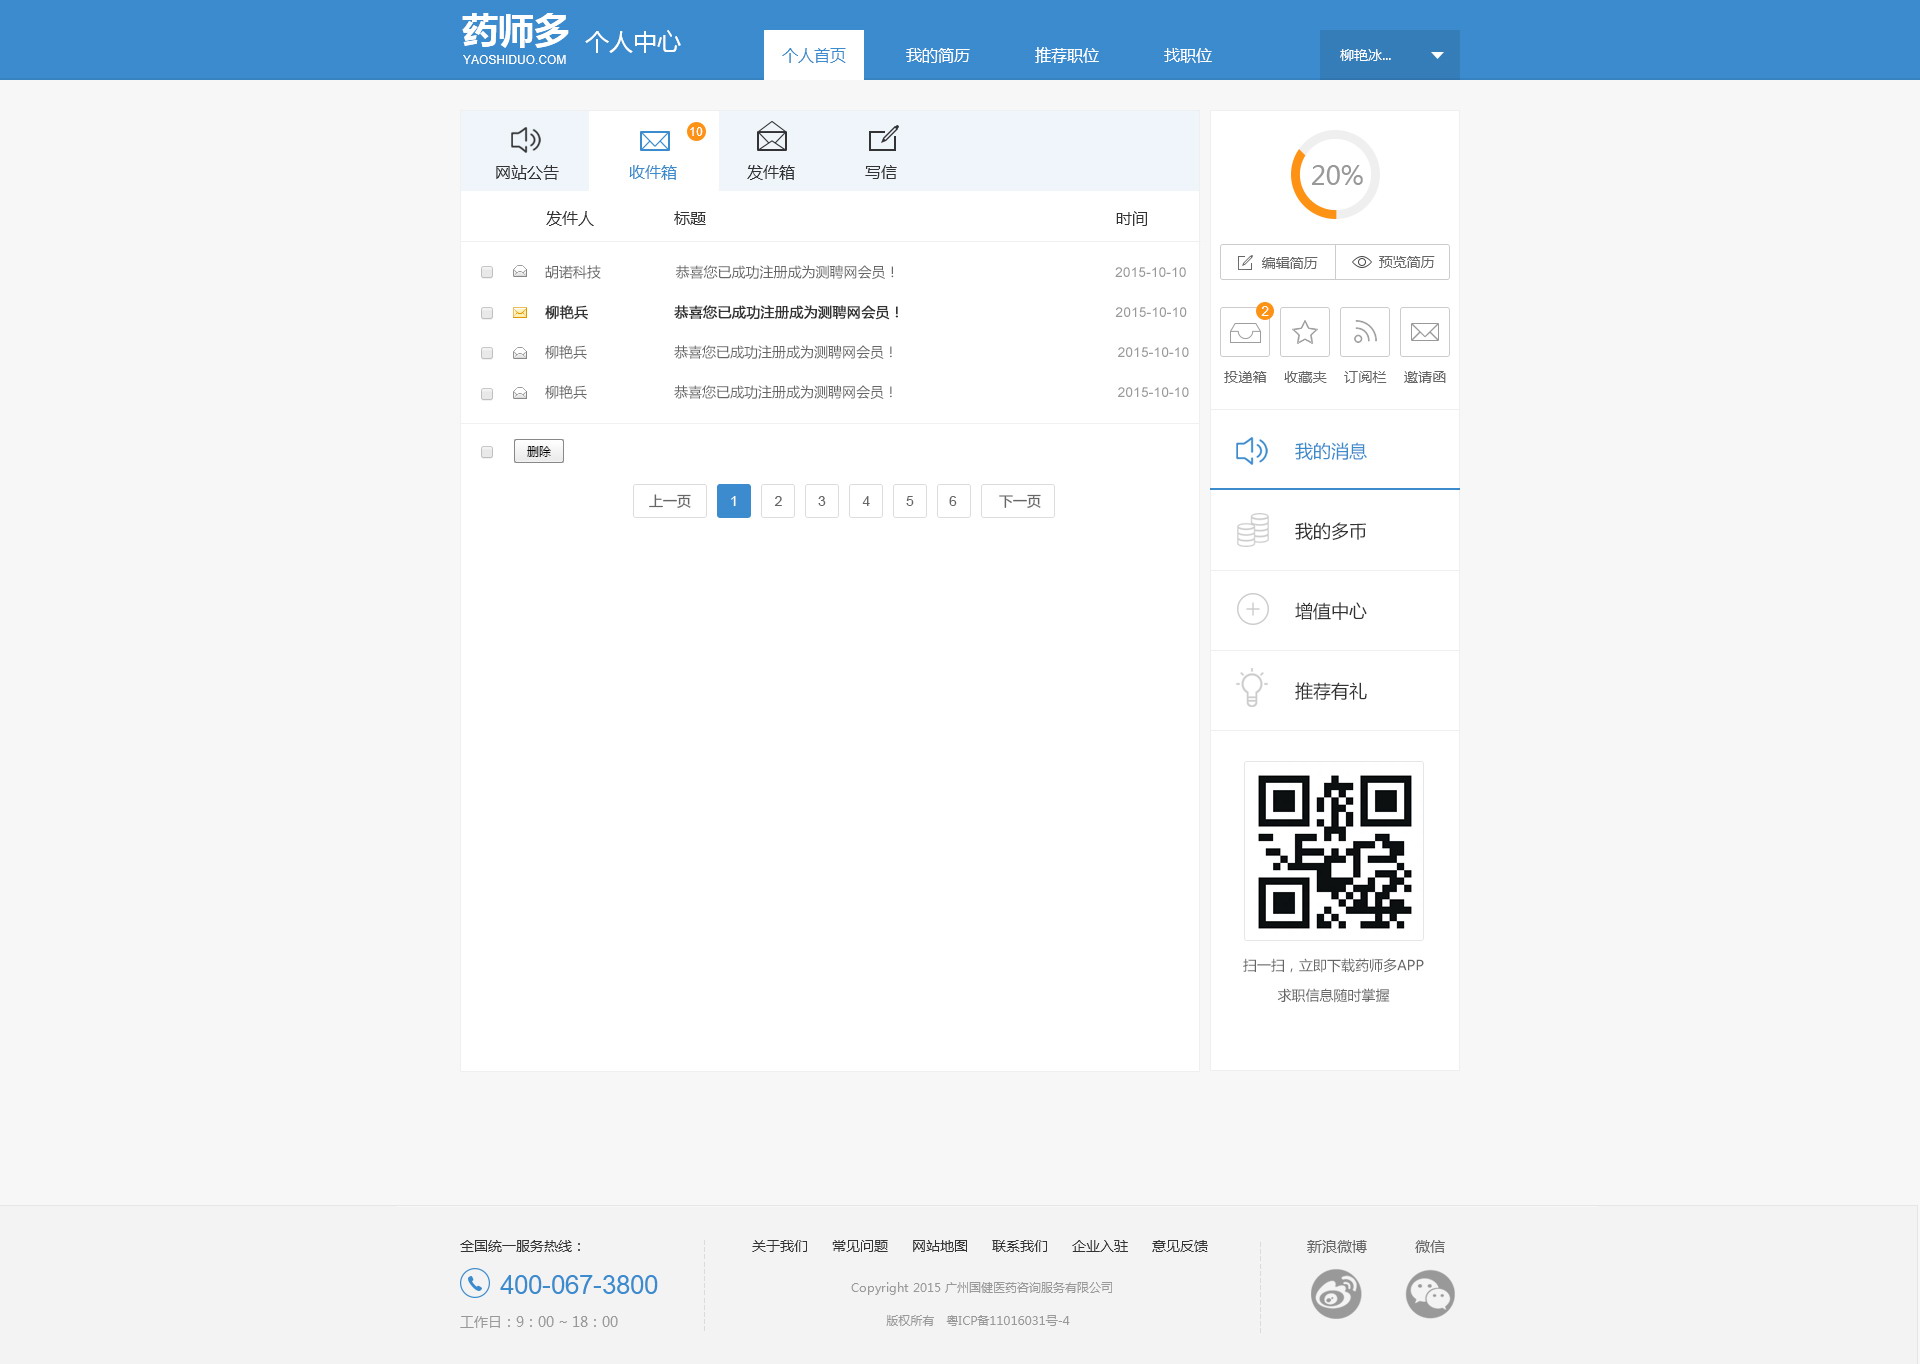 药师多
YAOSHIDUO.COM
个人中心
个人首页 我的简历 推荐职位 找职位
柳艳冰...
网站公告 收件箱 10 发件箱 写信
发件人 标题 时间
胡诺科技 恭喜您已成功注册成为测聘网会员！ 2015-10-10
柳艳兵 恭喜您已成功注册成为测聘网会员！ 2015-10-10
柳艳兵 恭喜您已成功注册成为测聘网会员！ 2015-10-10
柳艳兵 恭喜您已成功注册成为测聘网会员！ 2015-10-10
删除
上一页 1 2 3 4 5 6 下一页
20%
编辑简历 预览简历
2
投递箱 收藏夹 订阅栏 邀请函
我的消息
我的多币
增值中心
推荐有礼
扫一扫，立即下载药师多APP
求职信息随时掌握
全国统一服务热线：
400-067-3800
工作日：9：00 ~ 18：00
关于我们 常见问题 网站地图 联系我们 企业入驻 意见反馈
Copyright 2015 广州国健医药咨询服务有限公司
版权所有 粤ICP备11016031号-4
新浪微博 微信